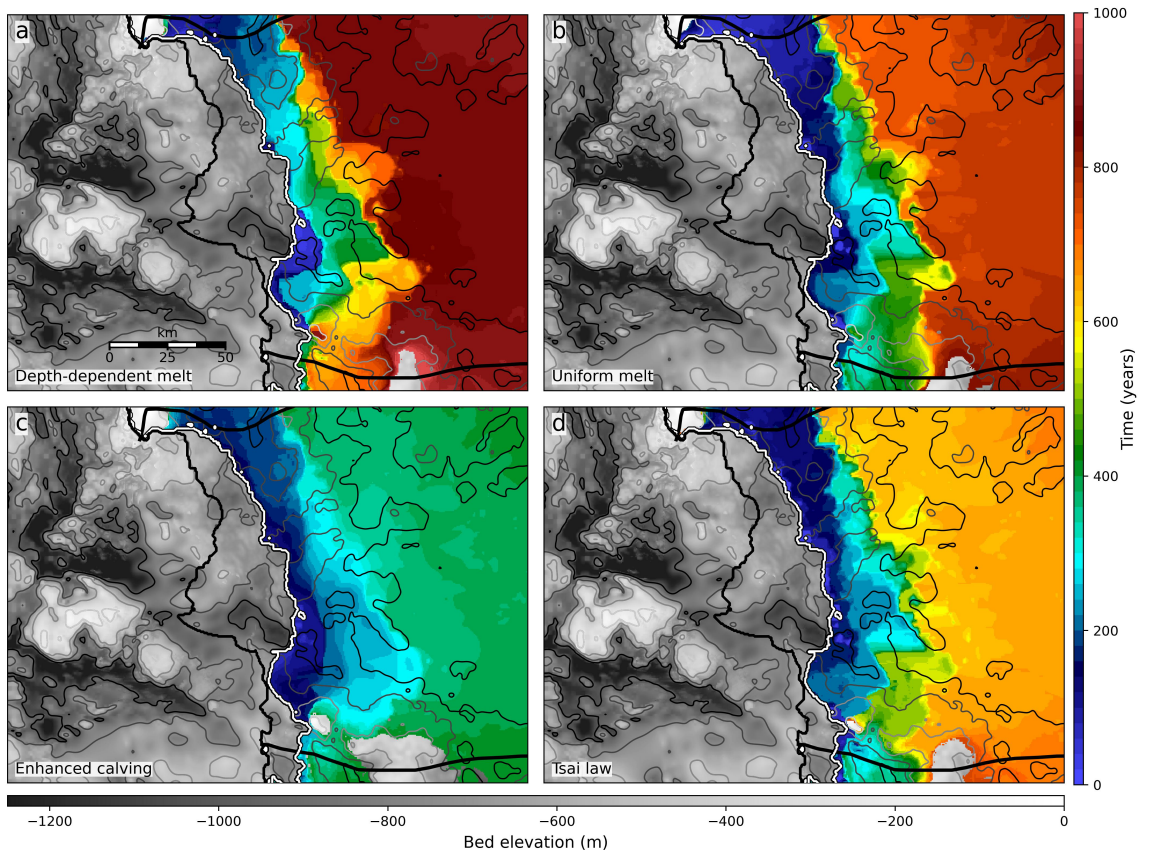 a
b
km
0 25 50
Depth-dependent melt
Uniform melt
c
d
Enhanced calving
Tsai law
1000
800
600
400
200
0
Time (years)
−1200 −1000 −800 −600 −400 −200 0
Bed elevation (m)